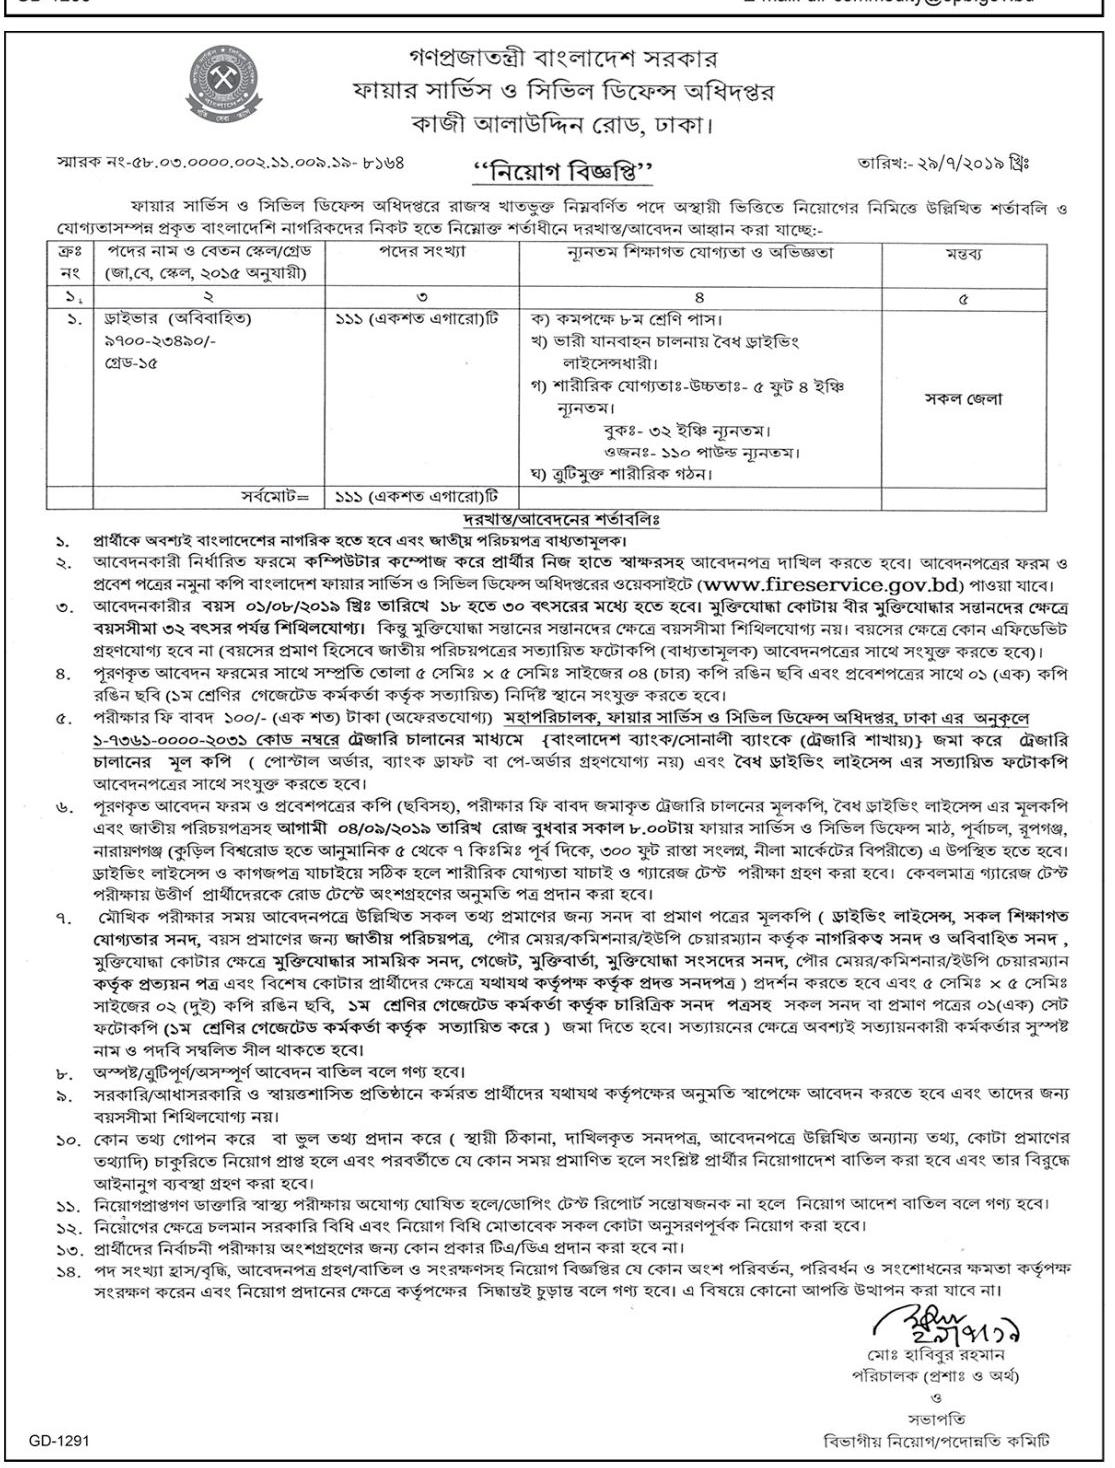 গণপ্রজাতন্ত্রী বাংলাদেশ সরকার
ফায়ার সার্ভিস ও সিভিল ডিফেন্স অধিদপ্তর
কাজী আলাউদ্দিন রোড, ঢাকা।
স্মারক নং-৫৮.০৩.০০০০.০০২.১১.০০৯.১৯- ৮১৬৪
“নিয়োগ বিজ্ঞপ্তি”
তারিখ:- ২৯/৭/২০১৯ খ্রিঃ
ফায়ার সার্ভিস ও সিভিল ডিফেন্স অধিদপ্তরে রাজস্ব খাতভুক্ত নিম্নবর্ণিত পদে অস্থায়ী ভিত্তিতে নিয়োগের নিমিত্তে উল্লিখিত শর্তাবলি ও
যোগ্যতাসম্পন্ন প্রকৃত বাংলাদেশি নাগরিকদের নিকট হতে নিম্নোক্ত শর্তাধীনে দরখাস্ত/আবেদন আহ্বান করা যাচ্ছে:-
ক্রঃ নং
পদের নাম ও বেতন স্কেল/গ্রেড
(জা,বে, স্কেল, ২০১৫ অনুযায়ী)
পদের সংখ্যা
ন্যূনতম শিক্ষাগত যোগ্যতা ও অভিজ্ঞতা
মন্তব্য
১. ২ ৩ ৪ ৫
১. ড্রাইভার (অবিবাহিত)
৯৭০০-২৩৪৯০/-
গ্রেড-১৫
১১১ (একশত এগারো)টি
ক) কমপক্ষে ৮ম শ্রেণি পাস।
খ) ভারী যানবাহন চালনায় বৈধ ড্রাইভিং
লাইসেন্সধারী।
গ) শারীরিক যোগ্যতাঃ-উচ্চতাঃ- ৫ ফুট ৪ ইঞ্চি
ন্যূনতম।
বুকঃ- ৩২ ইঞ্চি ন্যূনতম।
ওজনঃ- ১১০ পাউন্ড ন্যূনতম।
ঘ) ত্রুটিমুক্ত শারীরিক গঠন।
সকল জেলা
সর্বমোট= ১১১ (একশত এগারো)টি
দরখাস্ত/আবেদনের শর্তাবলিঃ
১. প্রার্থীকে অবশ্যই বাংলাদেশের নাগরিক হতে হবে এবং জাতীয় পরিচয়পত্র বাধ্যতামূলক।
২. আবেদনকারী নির্ধারিত ফরমে কম্পিউটার কম্পোজ করে প্রার্থীর নিজ হাতে স্বাক্ষরসহ আবেদনপত্র দাখিল করতে হবে। আবেদনপত্রের ফরম ও
প্রবেশ পত্রের নমুনা কপি বাংলাদেশ ফায়ার সার্ভিস ও সিভিল ডিফেন্স অধিদপ্তরের ওয়েবসাইটে (www.fireservice.gov.bd) পাওয়া যাবে।
৩. আবেদনকারীর বয়স ০১/০৮/২০১৯ খ্রিঃ তারিখে ১৮ হতে ৩০ বৎসরের মধ্যে হতে হবে। মুক্তিযোদ্ধা কোটায় বীর মুক্তিযোদ্ধার সন্তানদের ক্ষেত্রে
বয়সসীমা ৩২ বৎসর পর্যন্ত শিথিলযোগ্য। কিন্তু মুক্তিযোদ্ধা সন্তানের সন্তানদের ক্ষেত্রে বয়সসীমা শিথিলযোগ্য নয়। বয়সের ক্ষেত্রে কোন এফিডেভিট
গ্রহণযোগ্য হবে না (বয়সের প্রমাণ হিসেবে জাতীয় পরিচয়পত্রের সত্যায়িত ফটোকপি (বাধ্যতামূলক) আবেদনপত্রের সাথে সংযুক্ত করতে হবে)।
৪. পূরণকৃত আবেদন ফরমের সাথে সম্প্রতি তোলা ৫ সেমিঃ × ৫ সেমিঃ সাইজের ০৪ (চার) কপি রঙিন ছবি এবং প্রবেশপত্রের সাথে ০১ (এক) কপি
রঙিন ছবি (১ম শ্রেণির গেজেটেড কর্মকর্তা কর্তৃক সত্যায়িত) নির্দিষ্ট স্থানে সংযুক্ত করতে হবে।
৫. পরীক্ষার ফি বাবদ ১০০/- (এক শত) টাকা (অফেরতযোগ্য) মহাপরিচালক, ফায়ার সার্ভিস ও সিভিল ডিফেন্স অধিদপ্তর, ঢাকা এর অনুকূলে
১-৭৩৬১-০০০০-২০৩১ কোড নম্বরে ট্রেজারি চালানের মাধ্যমে {বাংলাদেশ ব্যাংক/সোনালী ব্যাংকে (ট্রেজারি শাখায়)} জমা করে ট্রেজারি
চালানের মূল কপি ( পোস্টাল অর্ডার, ব্যাংক ড্রাফট বা পে-অর্ডার গ্রহণযোগ্য নয়) এবং বৈধ ড্রাইভিং লাইসেন্স এর সত্যায়িত ফটোকপি
আবেদনপত্রের সাথে সংযুক্ত করতে হবে।
৬. পূরণকৃত আবেদন ফরম ও প্রবেশপত্রের কপি (ছবিসহ), পরীক্ষার ফি বাবদ জমাকৃত ট্রেজারি চালনের মূলকপি, বৈধ ড্রাইভিং লাইসেন্স এর মূলকপি
এবং জাতীয় পরিচয়পত্রসহ আগামী ০৪/০৯/২০১৯ তারিখ রোজ বুধবার সকাল ৮.০০টায় ফায়ার সার্ভিস ও সিভিল ডিফেন্স মাঠ, পূর্বাচল, রূপগঞ্জ,
নারায়ণগঞ্জ (কুড়িল বিশ্বরোড হতে আনুমানিক ৫ থেকে ৭ কিঃমিঃ পূর্ব দিকে, ৩০০ ফুট রাস্তা সংলগ্ন, নীলা মার্কেটের বিপরীতে) এ উপস্থিত হতে হবে।
ড্রাইভিং লাইসেন্স ও কাগজপত্র যাচাইয়ে সঠিক হলে শারীরিক যোগ্যতা যাচাই ও গ্যারেজ টেস্ট পরীক্ষা গ্রহণ করা হবে। কেবলমাত্র গ্যারেজ টেস্ট
পরীক্ষায় উত্তীর্ণ প্রার্থীদেরকে রোড টেস্টে অংশগ্রহণের অনুমতি পত্র প্রদান করা হবে।
৭. মৌখিক পরীক্ষার সময় আবেদনপত্রে উল্লিখিত সকল তথ্য প্রমাণের জন্য সনদ বা প্রমাণ পত্রের মূলকপি ( ড্রাইভিং লাইসেন্স, সকল শিক্ষাগত
যোগ্যতার সনদ, বয়স প্রমাণের জন্য জাতীয় পরিচয়পত্র, পৌর মেয়র/কমিশনার/ইউপি চেয়ারম্যান কর্তৃক নাগরিকত্ব সনদ ও অবিবাহিত সনদ ,
মুক্তিযোদ্ধা কোটার ক্ষেত্রে মুক্তিযোদ্ধার সাময়িক সনদ, গেজেট, মুক্তিবার্তা, মুক্তিযোদ্ধা সংসদের সনদ, পৌর মেয়র/কমিশনার/ইউপি চেয়ারম্যান
কর্তৃক প্রত্যয়ন পত্র এবং বিশেষ কোটার প্রার্থীদের ক্ষেত্রে যথাযথ কর্তৃপক্ষ কর্তৃক প্রদত্ত সনদপত্র ) প্রদর্শন করতে হবে এবং ৫ সেমিঃ × ৫ সেমিঃ
সাইজের ০২ (দুই) কপি রঙিন ছবি, ১ম শ্রেণির গেজেটেড কর্মকর্তা কর্তৃক চারিত্রিক সনদ পত্রসহ সকল সনদ বা প্রমাণ পত্রের ০১(এক) সেট
ফটোকপি (১ম শ্রেণির গেজেটেড কর্মকর্তা কর্তৃক সত্যায়িত করে ) জমা দিতে হবে। সত্যায়নের ক্ষেত্রে অবশ্যই সত্যায়নকারী কর্মকর্তার সুস্পষ্ট
নাম ও পদবি সম্বলিত সীল থাকতে হবে।
৮. অস্পষ্ট/ত্রুটিপূর্ণ/অসম্পূর্ণ আবেদন বাতিল বলে গণ্য হবে।
৯. সরকারি/আধাসরকারি ও স্বায়ত্তশাসিত প্রতিষ্ঠানে কর্মরত প্রার্থীদের যথাযথ কর্তৃপক্ষের অনুমতি স্বাপেক্ষে আবেদন করতে হবে এবং তাদের জন্য
বয়সসীমা শিথিলযোগ্য নয়।
১০. কোন তথ্য গোপন করে বা ভুল তথ্য প্রদান করে ( স্থায়ী ঠিকানা, দাখিলকৃত সনদপত্র, আবেদনপত্রে উল্লিখিত অন্যান্য তথ্য, কোটা প্রমাণের
তথ্যাদি) চাকুরিতে নিয়োগ প্রাপ্ত হলে এবং পরবর্তীতে যে কোন সময় প্রমাণিত হলে সংশ্লিষ্ট প্রার্থীর নিয়োগাদেশ বাতিল করা হবে এবং তার বিরুদ্ধে
আইনানুগ ব্যবস্থা গ্রহণ করা হবে।
১১. নিয়োগপ্রাপ্তগণ ডাক্তারি স্বাস্থ্য পরীক্ষায় অযোগ্য ঘোষিত হলে/ডোপিং টেস্ট রিপোর্ট সন্তোষজনক না হলে নিয়োগ আদেশ বাতিল বলে গণ্য হবে।
১২. নিয়োগের ক্ষেত্রে চলমান সরকারি বিধি এবং নিয়োগ বিধি মোতাবেক সকল কোটা অনুসরণপূর্বক নিয়োগ করা হবে।
১৩. প্রার্থীদের নির্বাচনী পরীক্ষায় অংশগ্রহণের জন্য কোন প্রকার টিএ/ডিএ প্রদান করা হবে না।
১৪. পদ সংখ্যা হ্রাস/বৃদ্ধি, আবেদনপত্র গ্রহণ/বাতিল ও সংরক্ষণসহ নিয়োগ বিজ্ঞপ্তির যে কোন অংশ পরিবর্তন, পরিবর্ধন ও সংশোধনের ক্ষমতা কর্তৃপক্ষ
সংরক্ষণ করেন এবং নিয়োগ প্রদানের ক্ষেত্রে কর্তৃপক্ষের সিদ্ধান্তই চুড়ান্ত বলে গণ্য হবে। এ বিষয়ে কোনো আপত্তি উত্থাপন করা যাবে না।
২৯/৭/১৯
মোঃ হাবিবুর রহমান
পরিচালক (প্রশাঃ ও অর্থ)
ও
সভাপতি
বিভাগীয় নিয়োগ/পদোন্নতি কমিটি
GD-1291